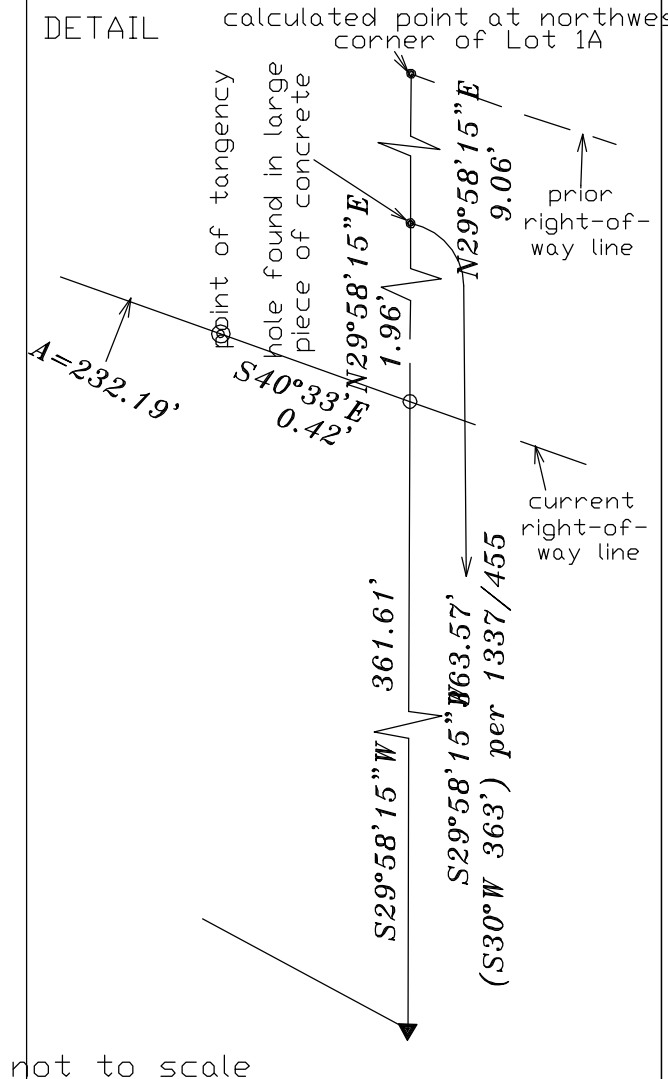 DETAIL
calculated point at northwes
corner of Lot 1A
point of tangency
hole found in large
piece of concrete
N29°58'15"E
9.06'
prior
right-of-
way line
N29°58'15"E
1.96'
A=232.19'
S40°33'E
0.42'
current
right-of-
way line
S29°58'15"W 361.61'
S29°58'15"W 363.57'
(S30°W 363') per 1337/455
not to scale